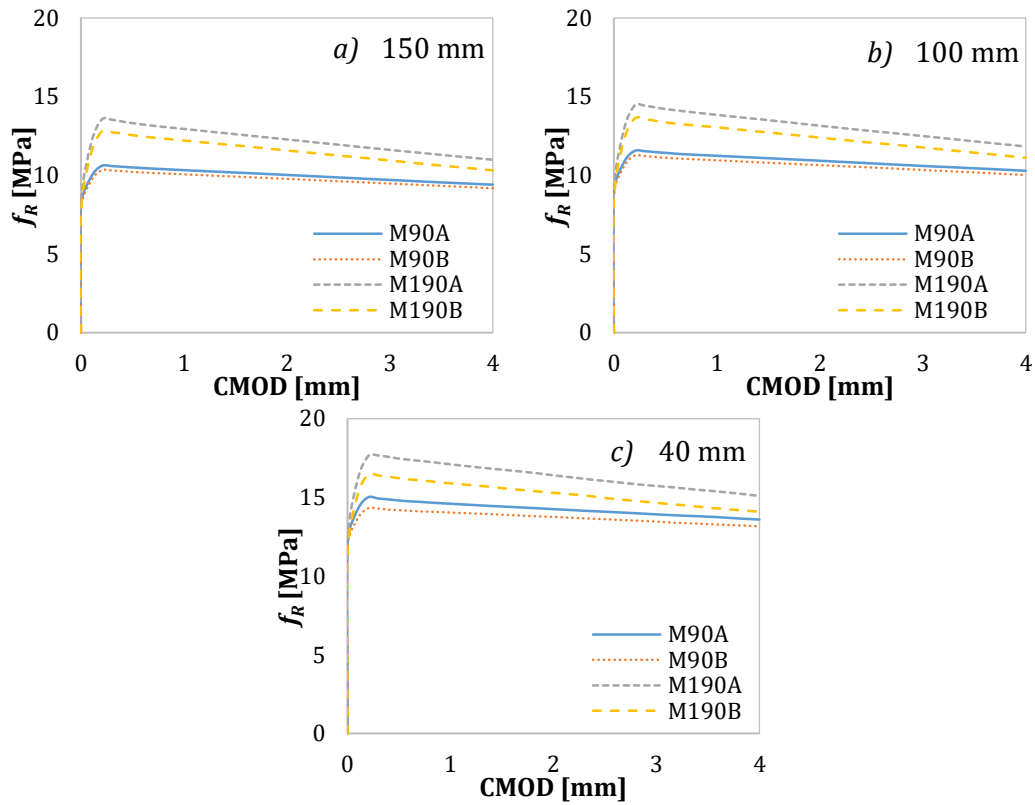 a) 150 mm
20
15
10
5
0
f_R [MPa]
M90A
M90B
M190A
M190B
0 1 2 3 4
CMOD [mm]
b) 100 mm
20
15
10
5
0
f_R [MPa]
M90A
M90B
M190A
M190B
0 1 2 3 4
CMOD [mm]
c) 40 mm
20
15
10
5
0
f_R [MPa]
M90A
M90B
M190A
M190B
0 1 2 3 4
CMOD [mm]